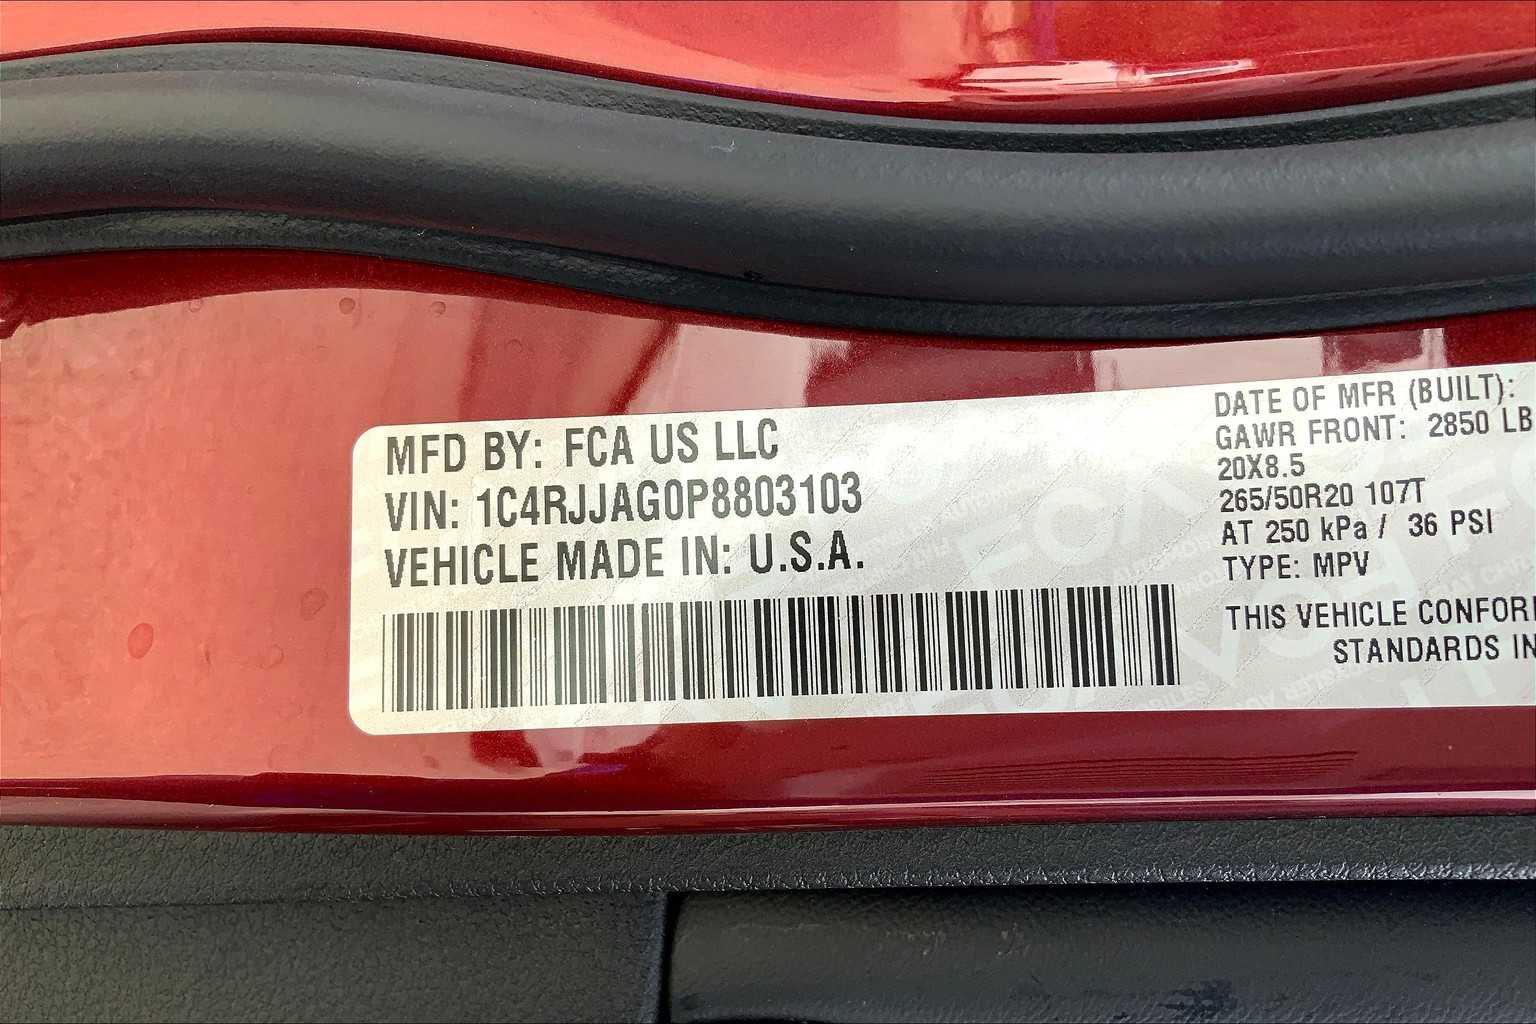 MFD BY: FCA US LLC
VIN: 1C4RJJAG0P8803103
VEHICLE MADE IN: U.S.A.
DATE OF MFR (BUILT):
GAWR FRONT: 2850 LB
20X8.5
265/50R20 107T
AT 250 kPa / 36 PSI
TYPE: MPV
THIS VEHICLE
STANDARDS IN